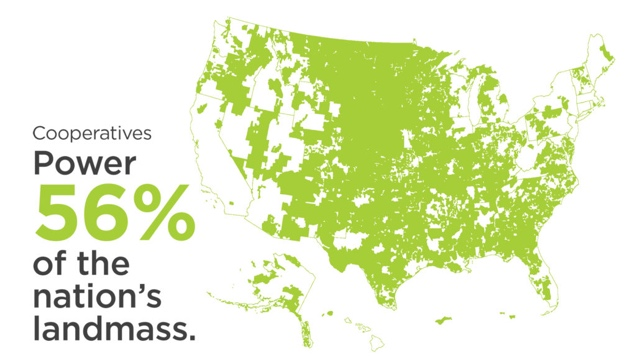 Cooperatives
Power
56%
of the
nation’s
landmass.